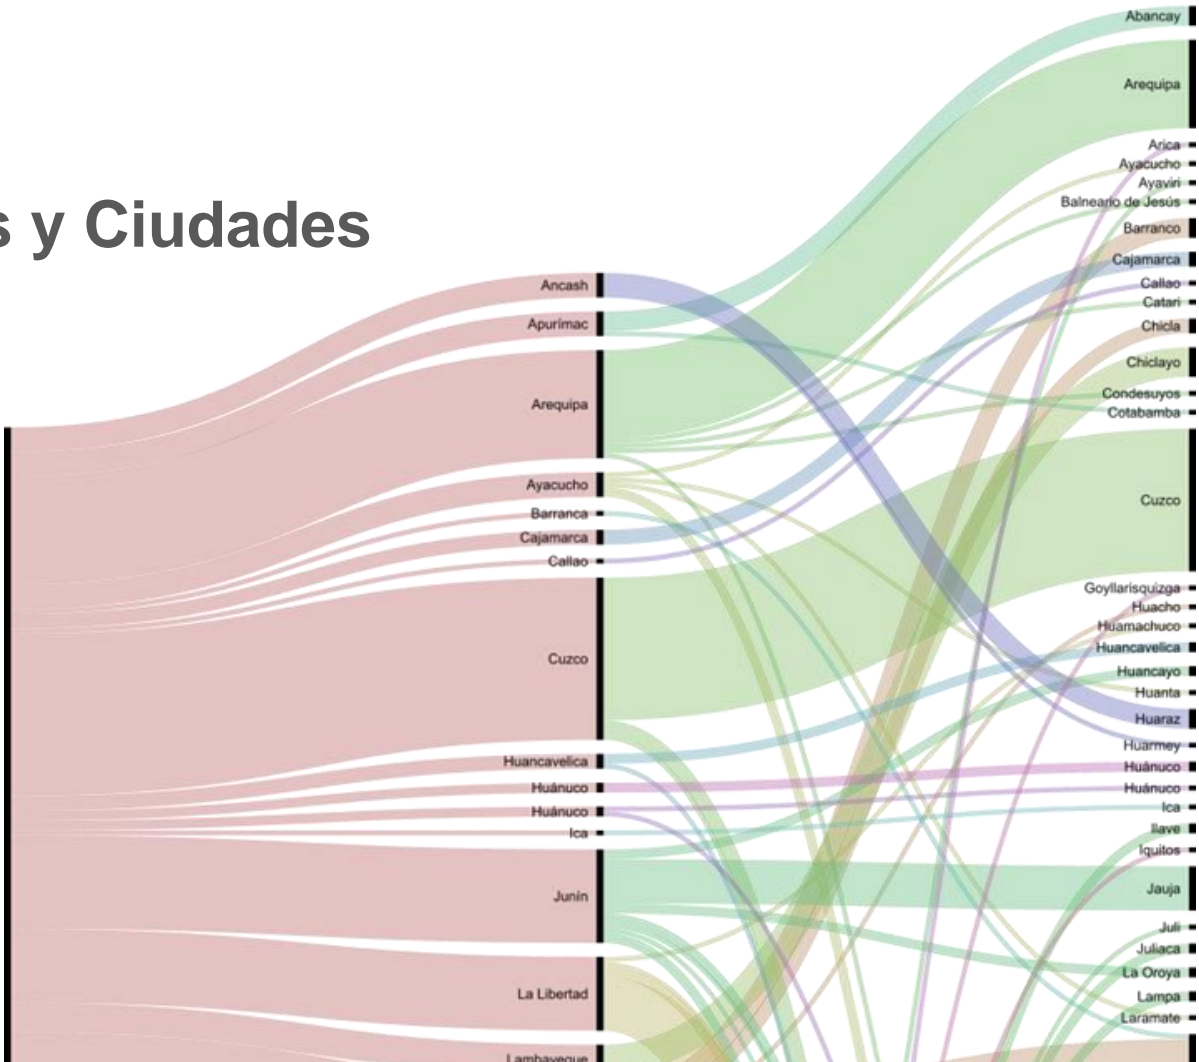 s y Ciudades
Ancash
Apurímac
Arequipa
Ayacucho
Barranca
Cajamarca
Callao
Cuzco
Huancavelica
Huánuco
Huánuco
Ica
Junín
La Libertad
Lambayeque
Abancay
Arequipa
Arica
Ayacucho
Ayaviri
Balneario de Jesús
Barranco
Cajamarca
Callao
Catari
Chicla
Chiclayo
Condesuyos
Cotabamba
Cuzco
Goyllarisquizga
Huacho
Huamachuco
Huancavelica
Huancayo
Huanta
Huaraz
Huarmey
Huánuco
Huánuco
Ica
Ilave
Iquitos
Jauja
Juli
Juliaca
La Oroya
Lampa
Laramate